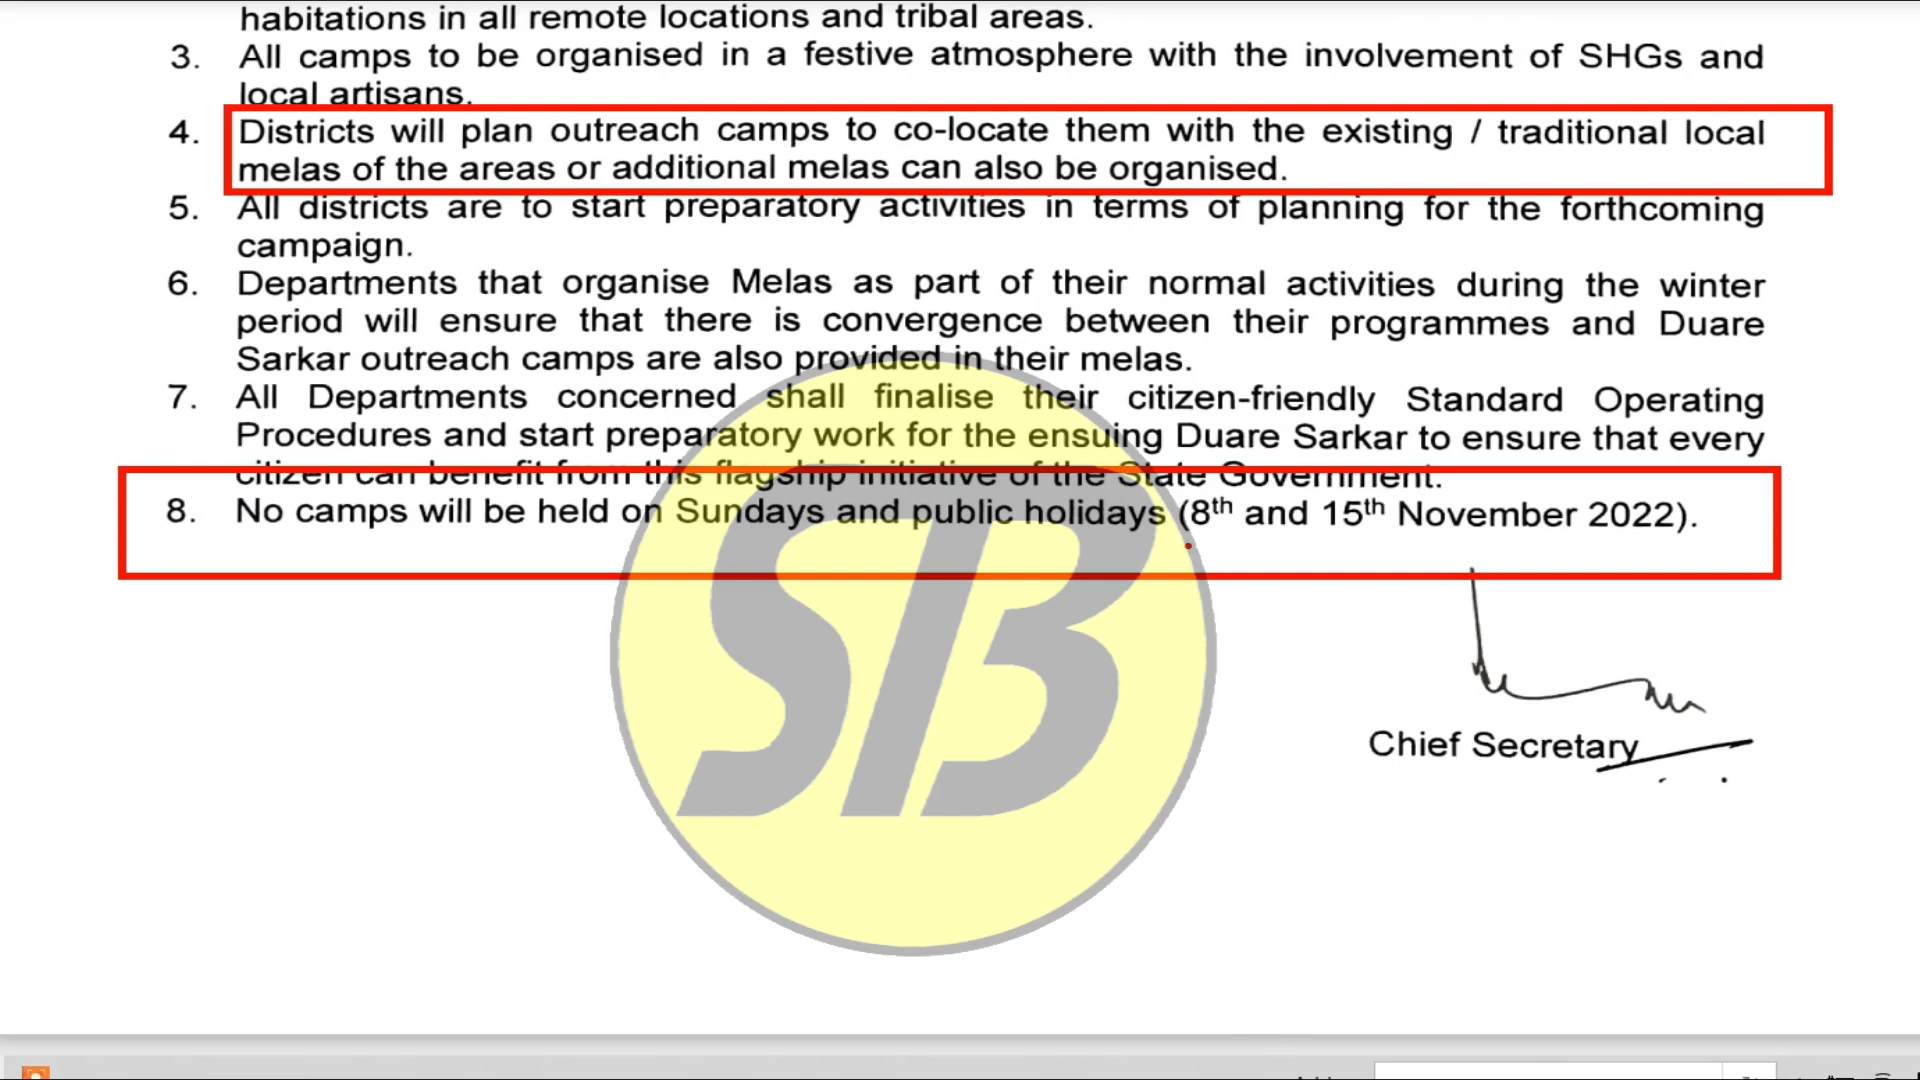 habitations in all remote locations and tribal areas.
3. All camps to be organised in a festive atmosphere with the involvement of SHGs and
local artisans.
4. Districts will plan outreach camps to co-locate them with the existing / traditional local
melas of the areas or additional melas can also be organised.
5. All districts are to start preparatory activities in terms of planning for the forthcoming
campaign.
6. Departments that organise Melas as part of their normal activities during the winter
period will ensure that there is convergence between their programmes and Duare
Sarkar outreach camps are also provided in their melas.
7. All Departments concerned shall finalise their citizen-friendly Standard Operating
Procedures and start preparatory work for the ensuing Duare Sarkar to ensure that every
citizen can benefit from this flagship initiative of the State Government.
8. No camps will be held on Sundays and public holidays (8th and 15th November 2022).
SB
Chief Secretary